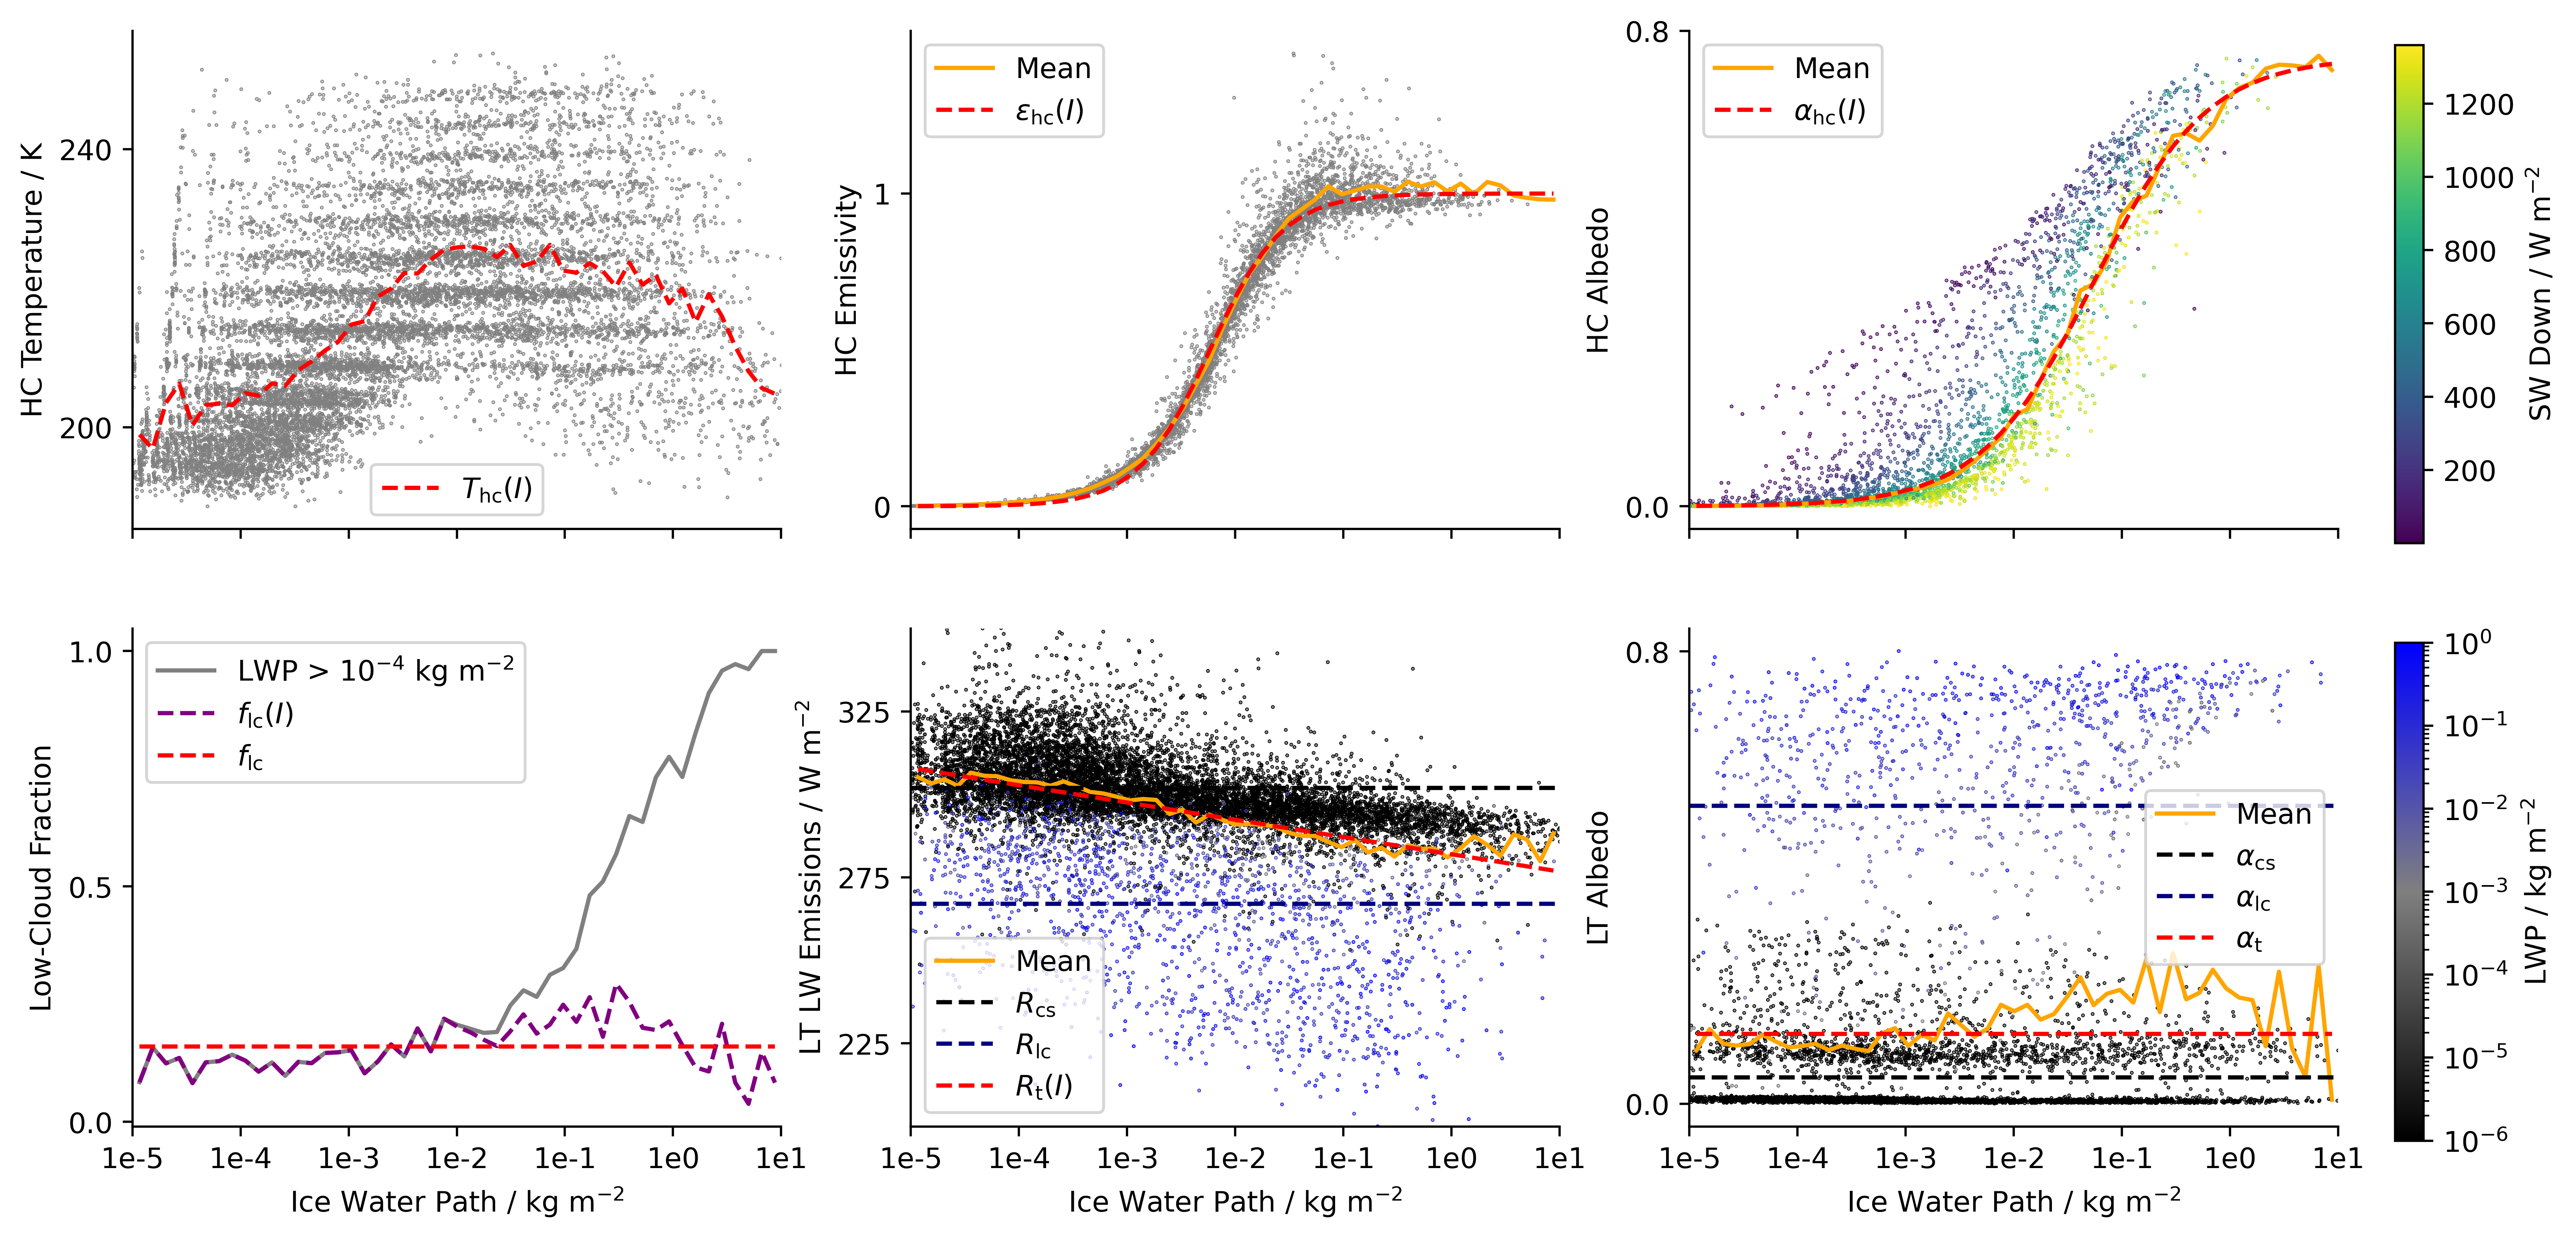 HC Temperature / K
240
200
T_hc(I)
HC Emissivity
1
0
Mean
ε_hc(I)
HC Albedo
0.8
0.0
Mean
α_hc(I)
1200
1000
800
600
400
200
SW Down / W m⁻²
Low-Cloud Fraction
1.0
0.5
0.0
LWP > 10⁻⁴ kg m⁻²
f_lc(I)
f_lc
1e-5 1e-4 1e-3 1e-2 1e-1 1e0 1e1
Ice Water Path / kg m⁻²
LT LW Emissions / W m⁻²
325
275
225
Mean
R_cs
R_lc
R_t(I)
1e-5 1e-4 1e-3 1e-2 1e-1 1e0 1e1
Ice Water Path / kg m⁻²
LT Albedo
0.8
0.0
Mean
α_cs
α_lc
α_t
1e-5 1e-4 1e-3 1e-2 1e-1 1e0 1e1
Ice Water Path / kg m⁻²
10⁰
10⁻¹
10⁻²
10⁻³
10⁻⁴
10⁻⁵
10⁻⁶
LWP / kg m⁻²